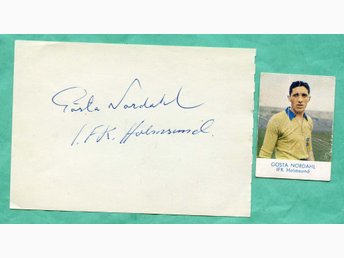 Gösta Nordahl
I.F.K. Holmsund.
GÖSTA NORDAHL
IFK Holmsund